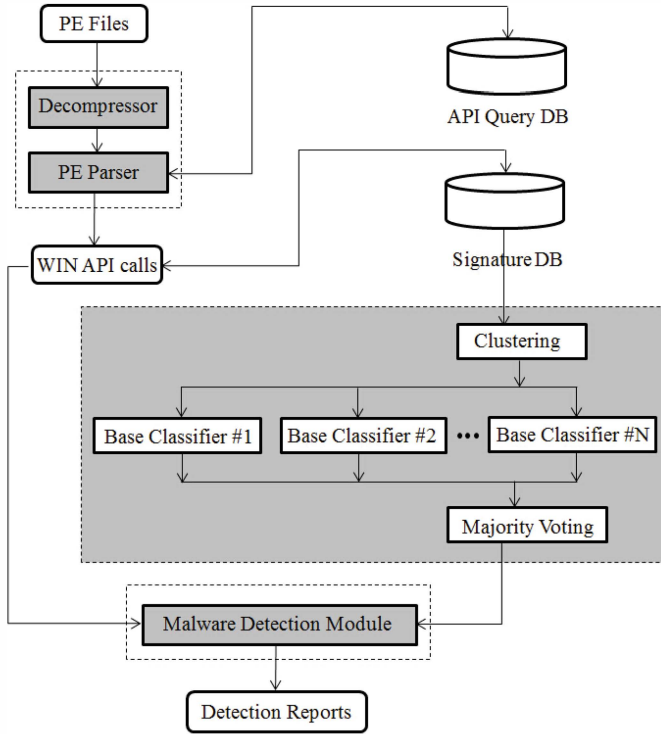 PE Files
Decompressor
API Query DB
PE Parser
WIN API calls
Signature DB
Clustering
Base Classifier #1
Base Classifier #2
•••
Base Classifier #N
Majority Voting
Malware Detection Module
Detection Reports